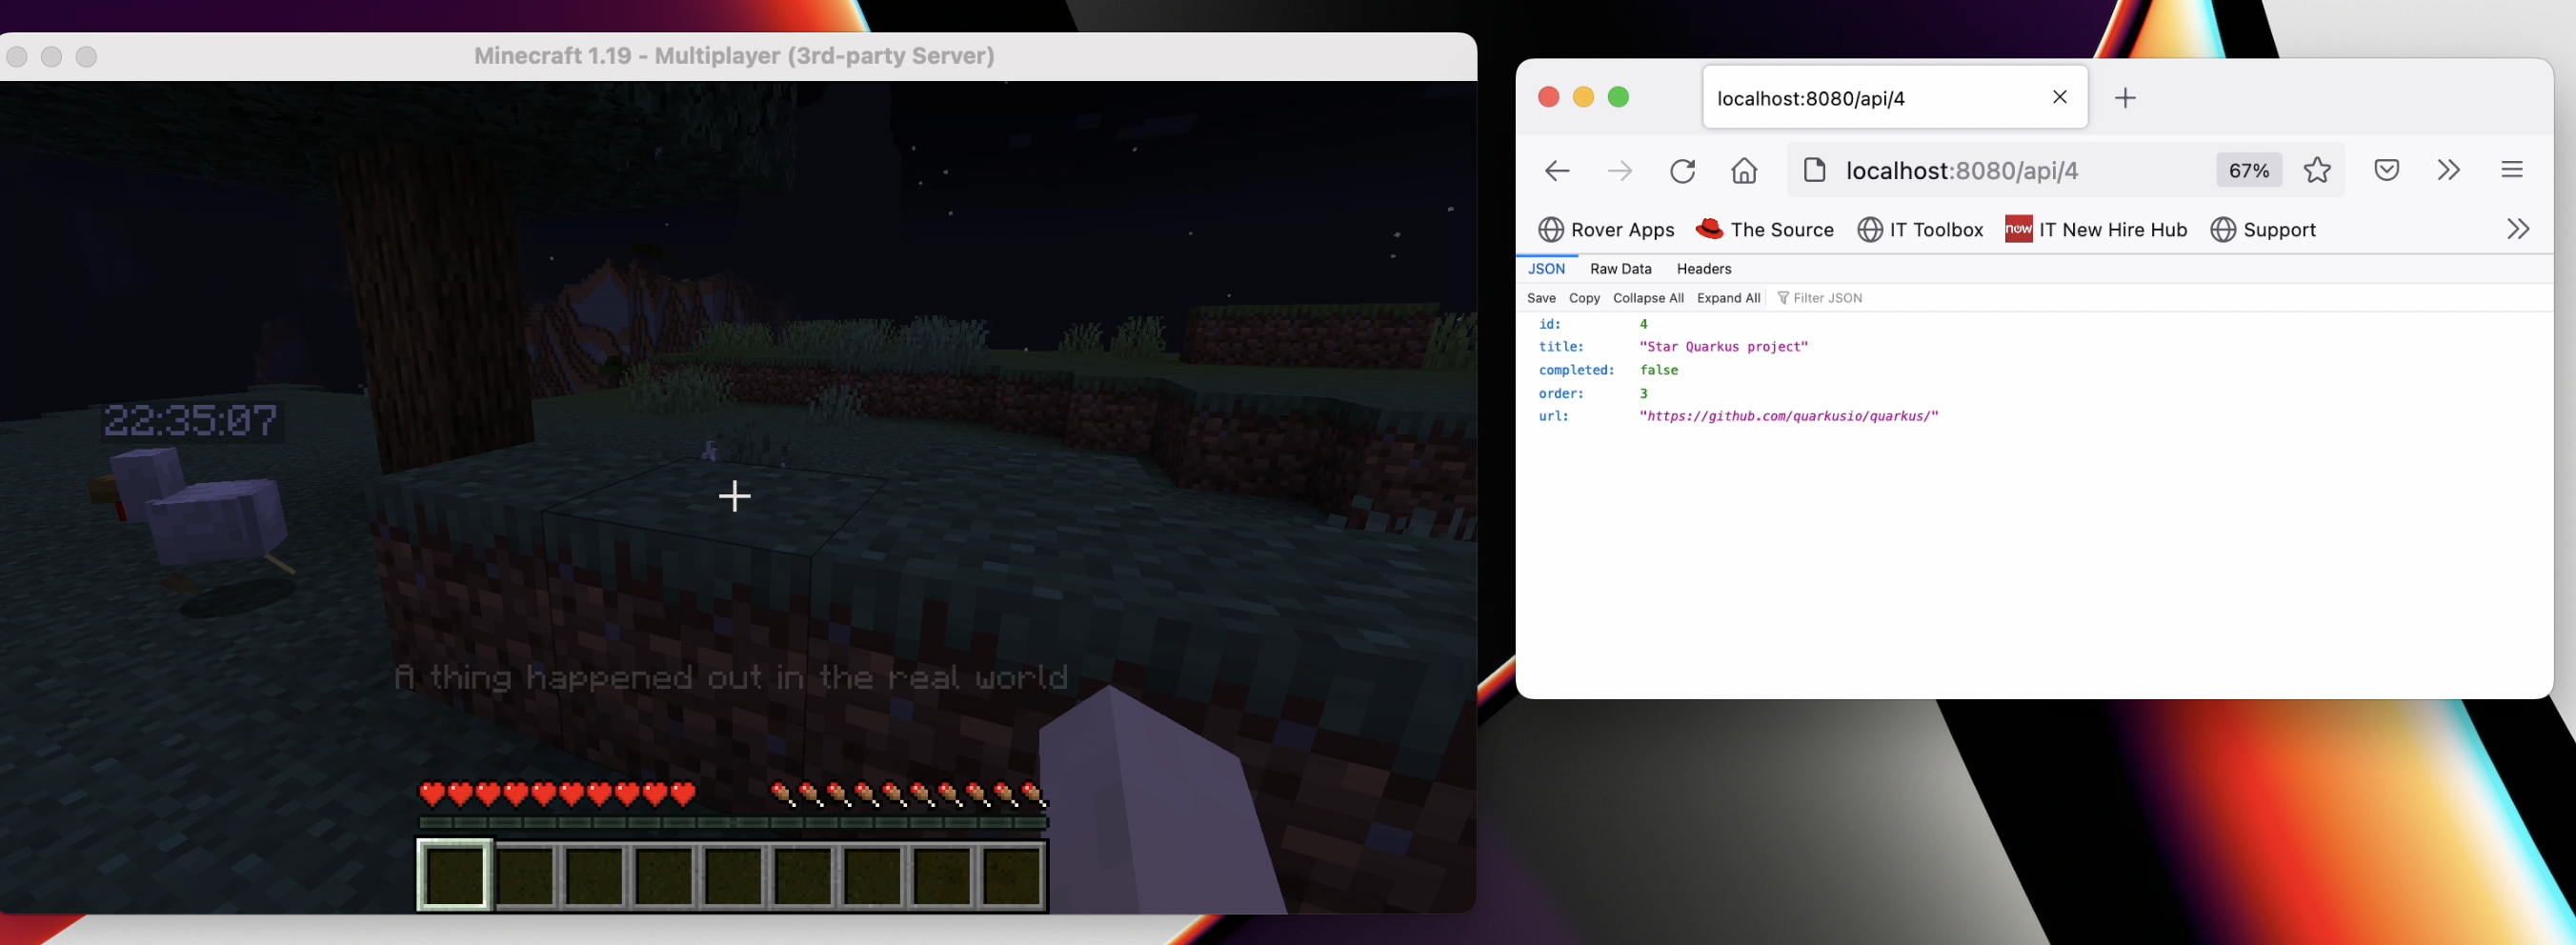 Minecraft 1.19 - Multiplayer (3rd-party Server)
22:35:07
A thing happened out in the real world
localhost:8080/api/4
localhost:8080/api/4 67%
Rover Apps The Source IT Toolbox now IT New Hire Hub Support
JSON Raw Data Headers
Save Copy Collapse All Expand All Filter JSON
id: 4
title: "Star Quarkus project"
completed: false
order: 3
url: "https://github.com/quarkusio/quarkus/"